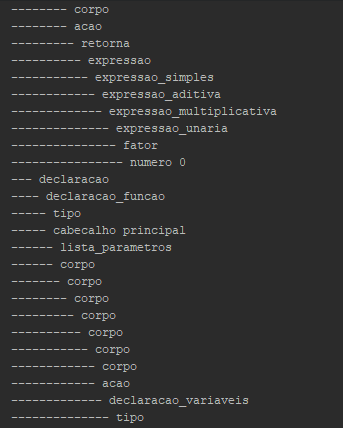 -------- corpo
-------- acao
--------- retorna
---------- expressao
----------- expressao_simples
------------ expressao_aditiva
------------- expressao_multiplicativa
-------------- expressao_unaria
--------------- fator
---------------- numero 0
--- declaracao
---- declaracao_funcao
----- tipo
----- cabecalho principal
------ lista_parametros
------ corpo
------- corpo
-------- corpo
--------- corpo
---------- corpo
----------- corpo
------------ corpo
------------ acao
------------- declaracao_variaveis
-------------- tipo